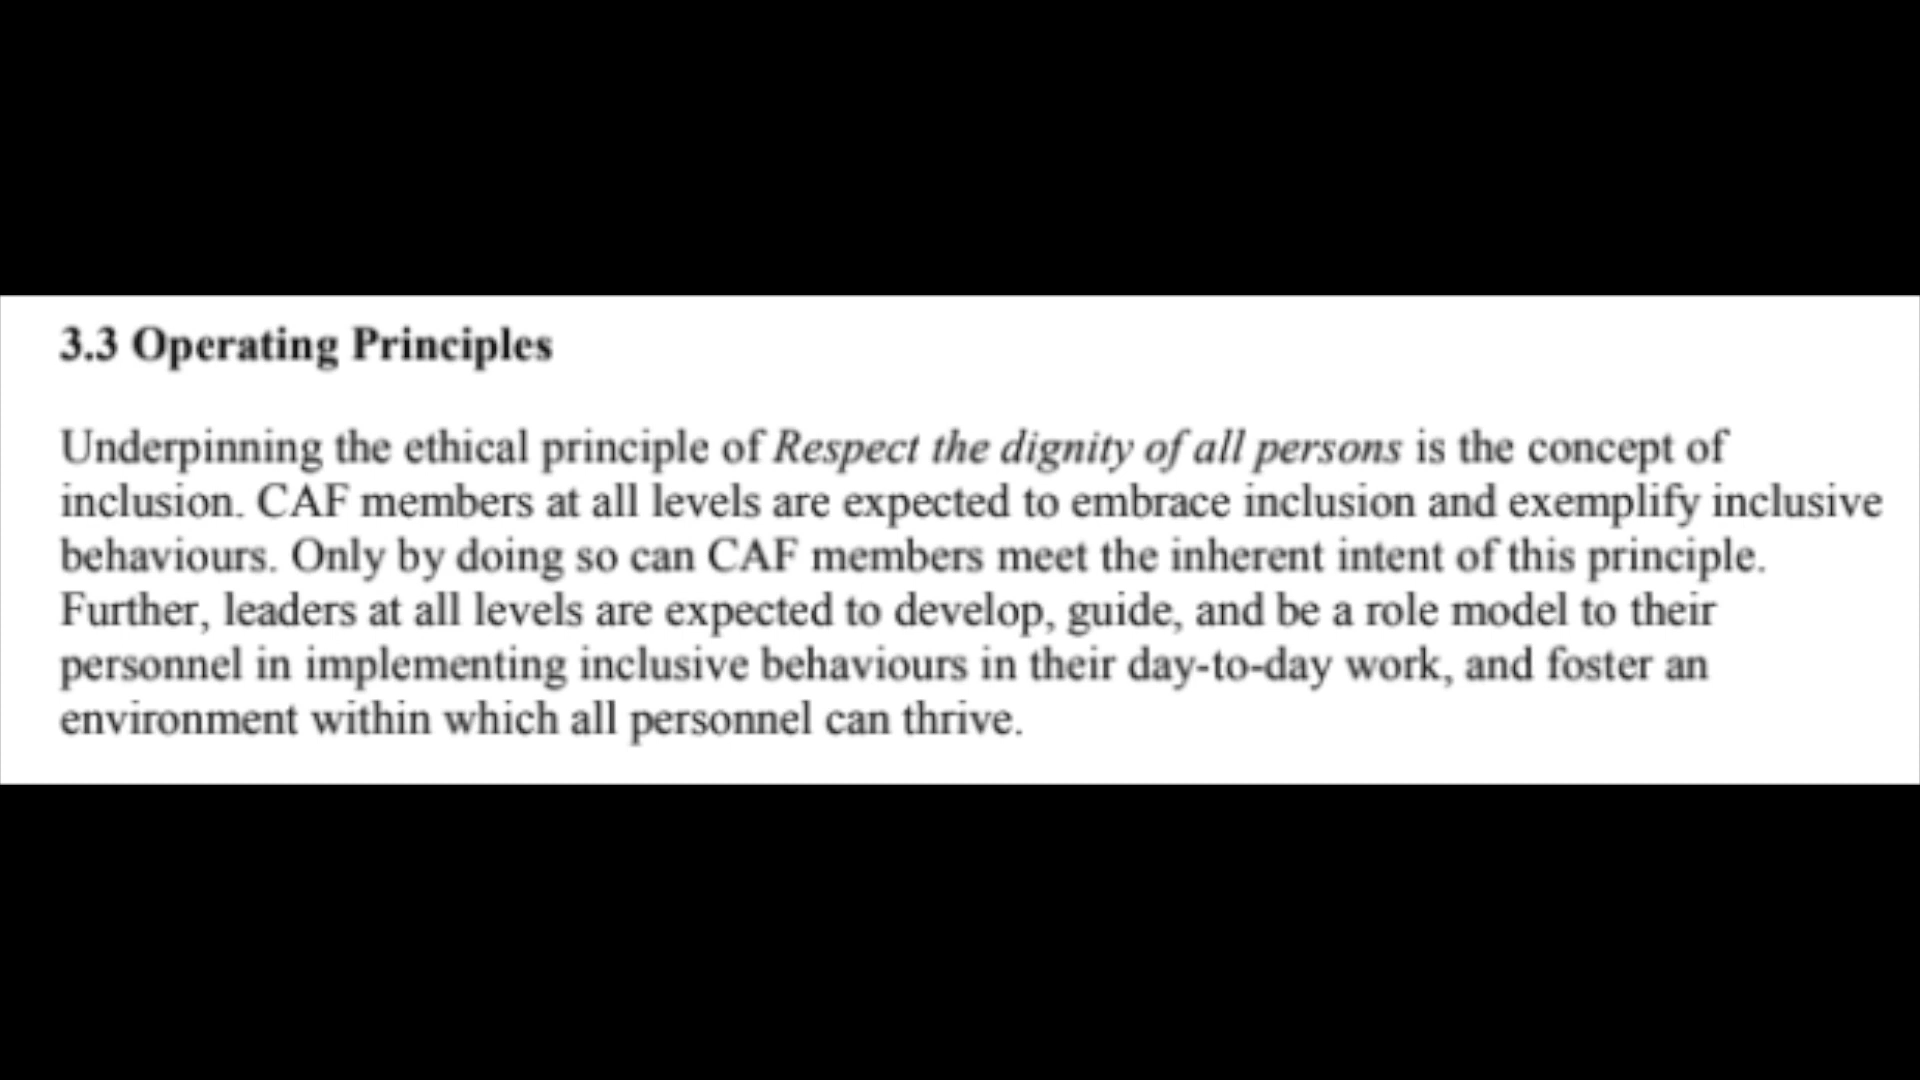 3.3 Operating Principles
Underpinning the ethical principle of Respect the dignity of all persons is the concept of
inclusion. CAF members at all levels are expected to embrace inclusion and exemplify inclusive
behaviours. Only by doing so can CAF members meet the inherent intent of this principle.
Further, leaders at all levels are expected to develop, guide, and be a role model to their
personnel in implementing inclusive behaviours in their day-to-day work, and foster an
environment within which all personnel can thrive.